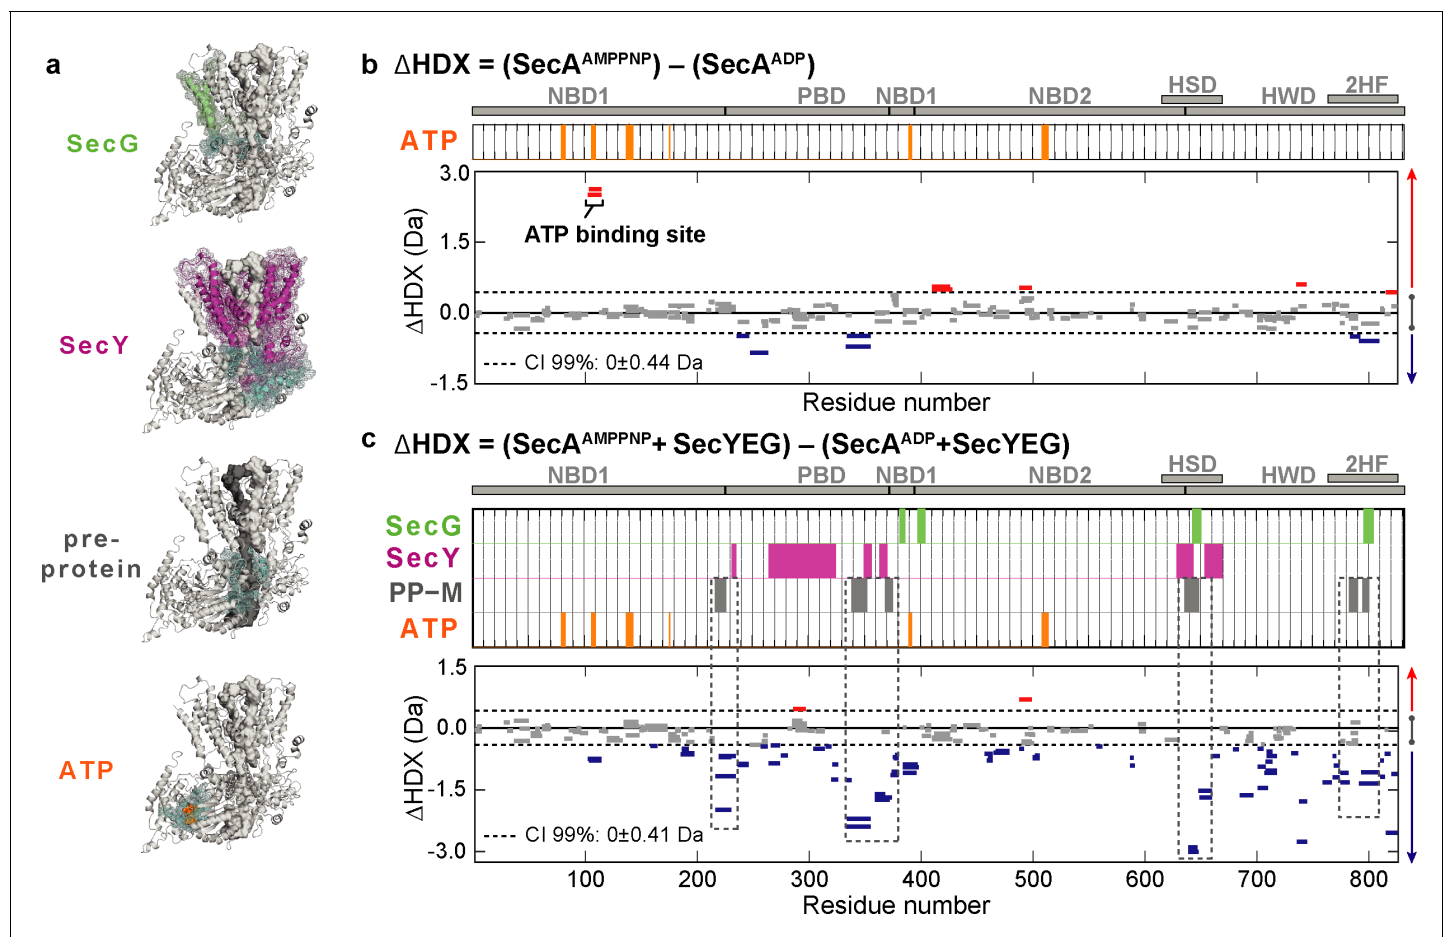 a
SecG
SecY
pre-
protein
ATP
b ΔHDX = (SecA^AMPPNP) – (SecA^ADP)
NBD1 PBD NBD1 NBD2 HSD HWD 2HF
ATP
3.0
1.5
0.0
-1.5
ΔHDX (Da)
ATP binding site
CI 99%: 0±0.44 Da
Residue number
c ΔHDX = (SecA^AMPPNP+ SecYEG) – (SecA^ADP+SecYEG)
NBD1 PBD NBD1 NBD2 HSD HWD 2HF
SecG
SecY
PP–M
ATP
1.5
0.0
-1.5
-3.0
ΔHDX (Da)
CI 99%: 0±0.41 Da
100 200 300 400 500 600 700 800
Residue number